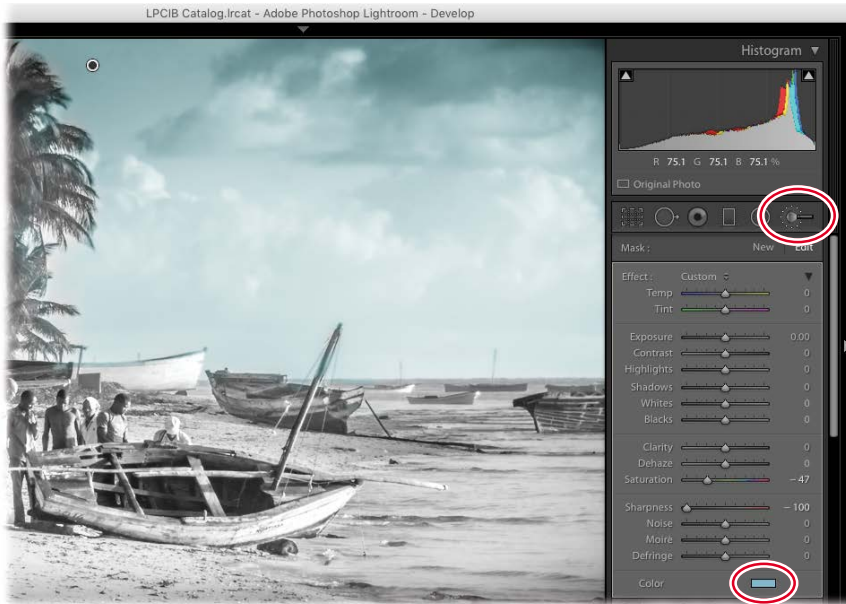 LPCIB Catalog.lrcat - Adobe Photoshop Lightroom - Develop
Histogram
R 75.1 G 75.1 B 75.1 %
Original Photo
Mask : New Edit
Effect : Custom
Temp 0
Tint 0
Exposure 0.00
Contrast 0
Highlights 0
Shadows 0
Whites 0
Blacks 0
Clarity 0
Dehaze 0
Saturation – 47
Sharpness – 100
Noise 0
Moiré 0
Defringe 0
Color